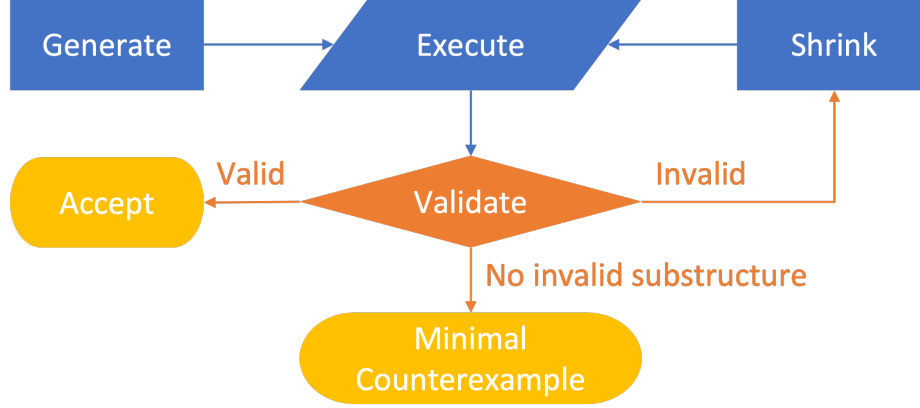 Generate
Execute
Shrink
Valid
Invalid
Accept
Validate
No invalid substructure
Minimal
Counterexample